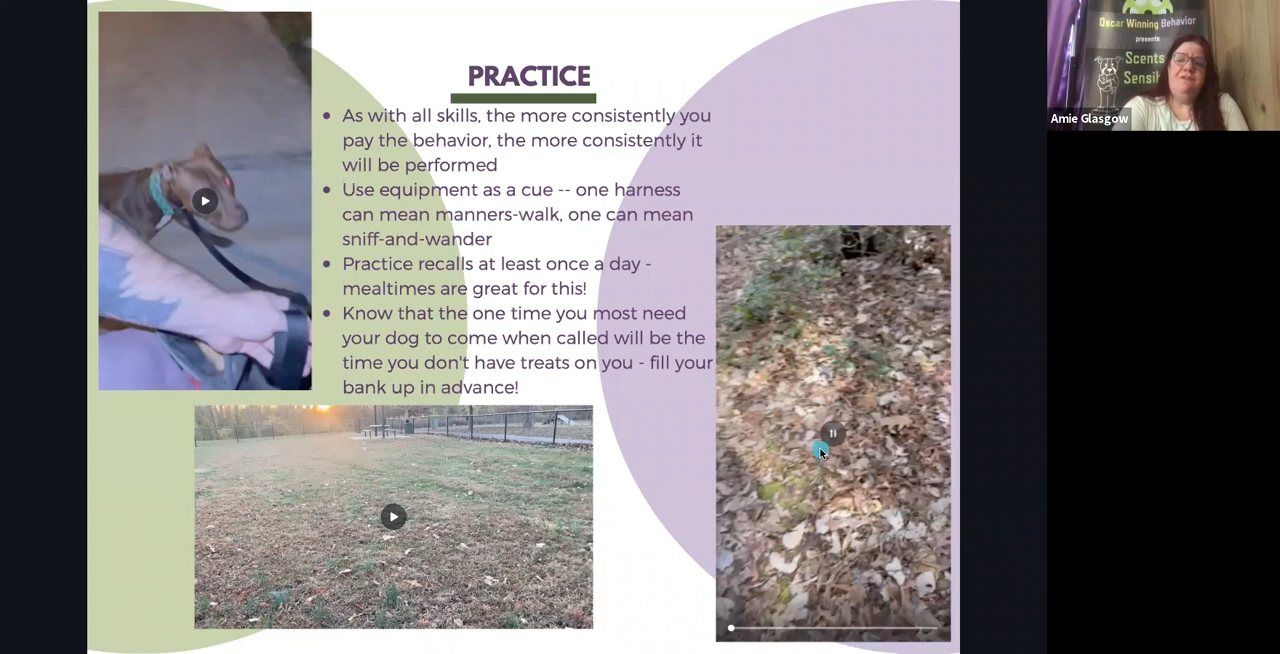 PRACTICE
As with all skills, the more consistently you
pay the behavior, the more consistently it
will be performed
Use equipment as a cue -- one harness
can mean manners-walk, one can mean
sniff-and-wander
Practice recalls at least once a day -
mealtimes are great for this!
Know that the one time you most need
your dog to come when called will be the
time you don't have treats on you - fill your
bank up in advance!
Oscar Winning Behavior
presents
Scents
Amie Glasgow